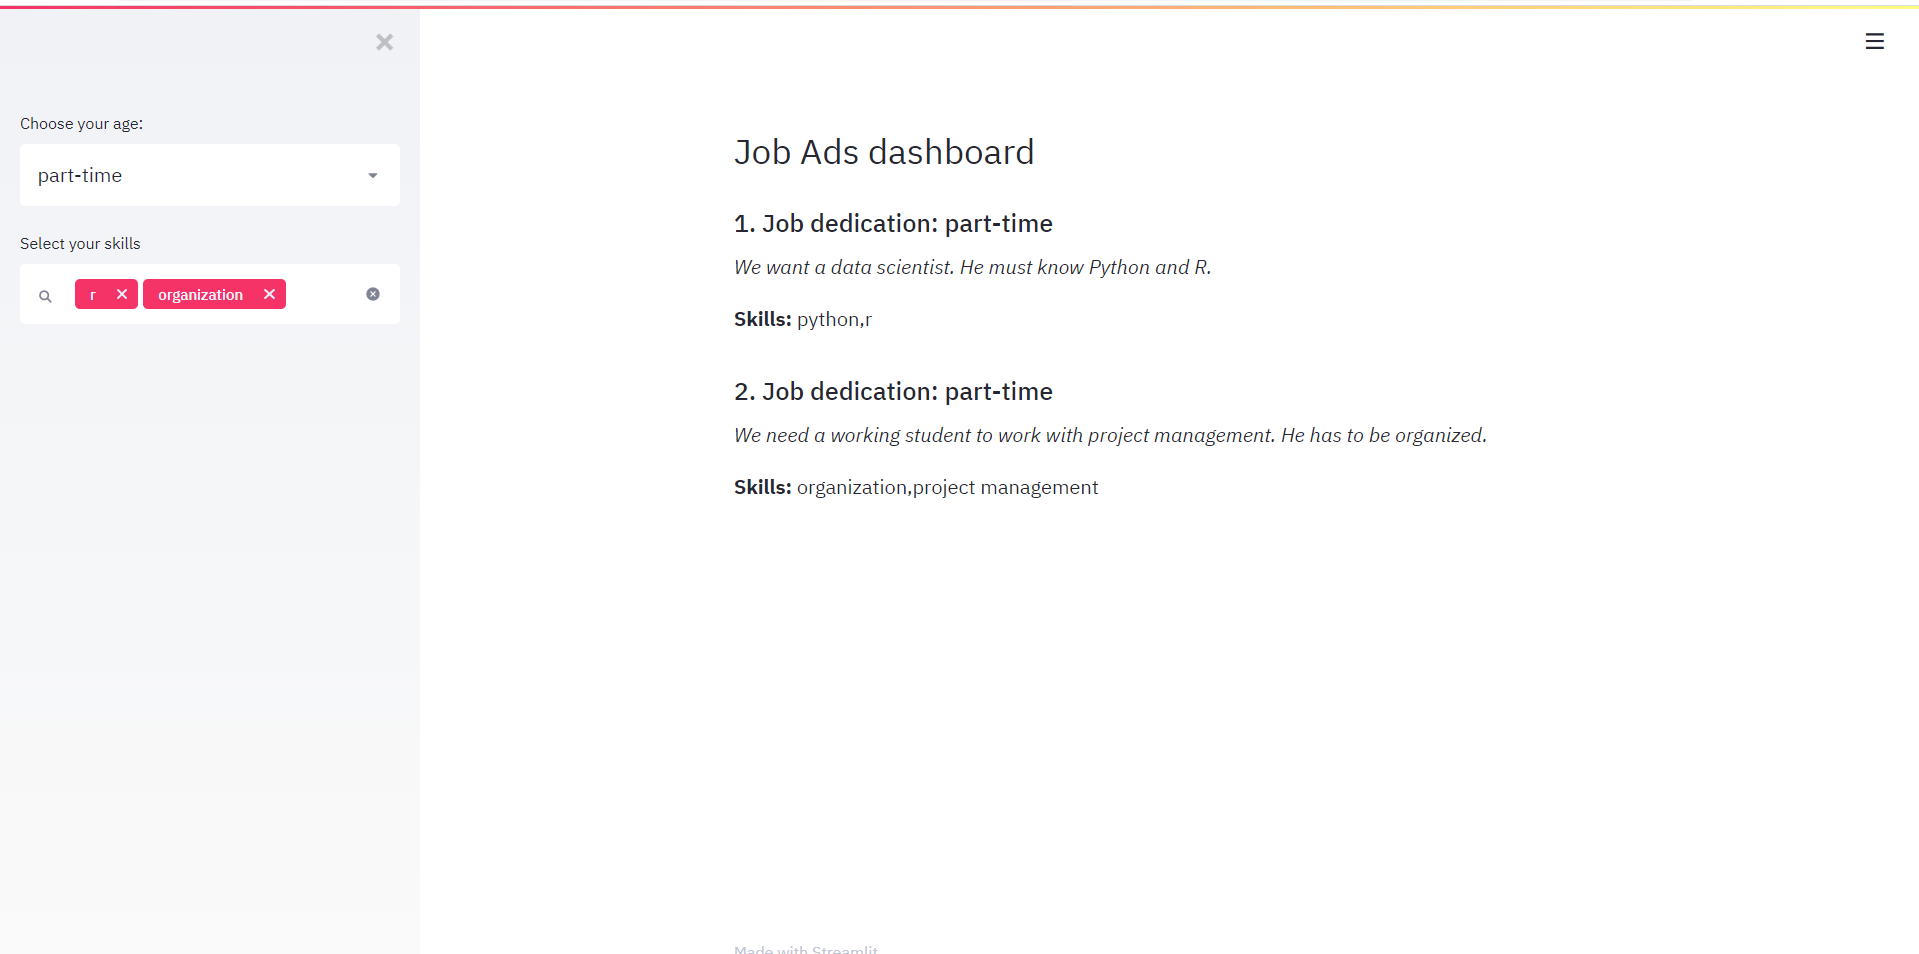 Choose your age:
part-time
Select your skills
r
organization
Job Ads dashboard
1. Job dedication: part-time
We want a data scientist. He must know Python and R.
Skills: python,r
2. Job dedication: part-time
We need a working student to work with project management. He has to be organized.
Skills: organization,project management
Made with Streamlit